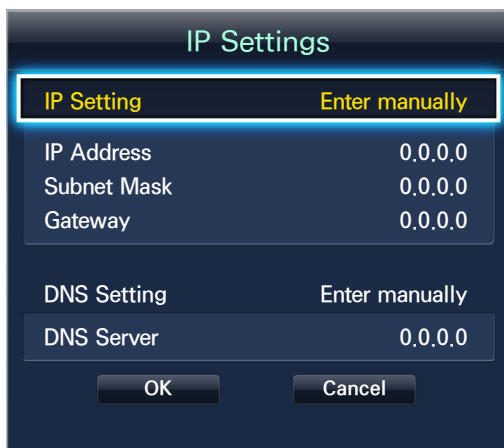 IP Settings
IP Setting Enter manually
IP Address 0.0.0.0
Subnet Mask 0.0.0.0
Gateway 0.0.0.0
DNS Setting Enter manually
DNS Server 0.0.0.0
OK Cancel